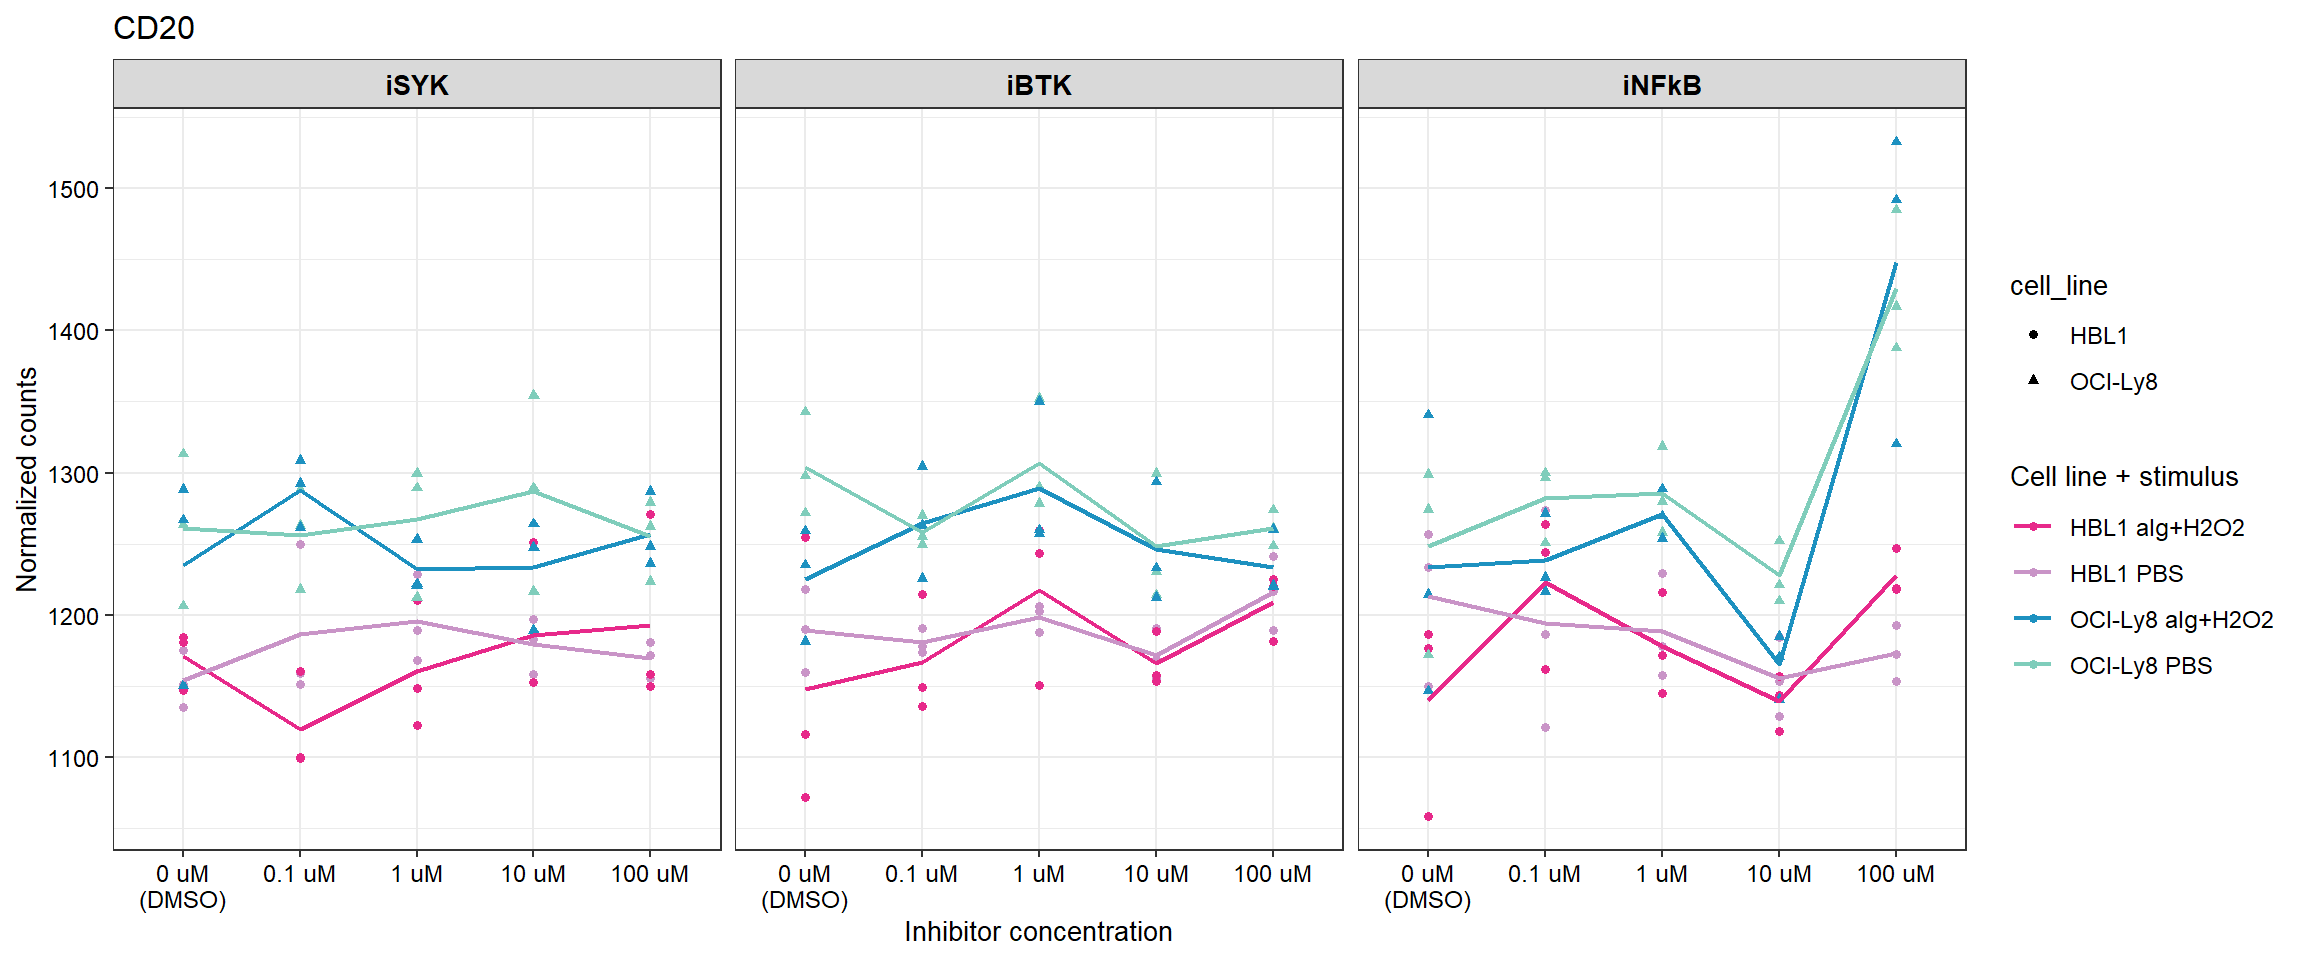 CD20
iSYK
iBTK
iNFkB
Normalized counts
1500
1400
1300
1200
1100
0 uM
(DMSO)
0.1 uM
1 uM
10 uM
100 uM
0 uM
(DMSO)
0.1 uM
1 uM
10 uM
100 uM
0 uM
(DMSO)
0.1 uM
1 uM
10 uM
100 uM
Inhibitor concentration
cell_line
HBL1
OCI-Ly8
Cell line + stimulus
HBL1 aIg+H2O2
HBL1 PBS
OCI-Ly8 aIg+H2O2
OCI-Ly8 PBS